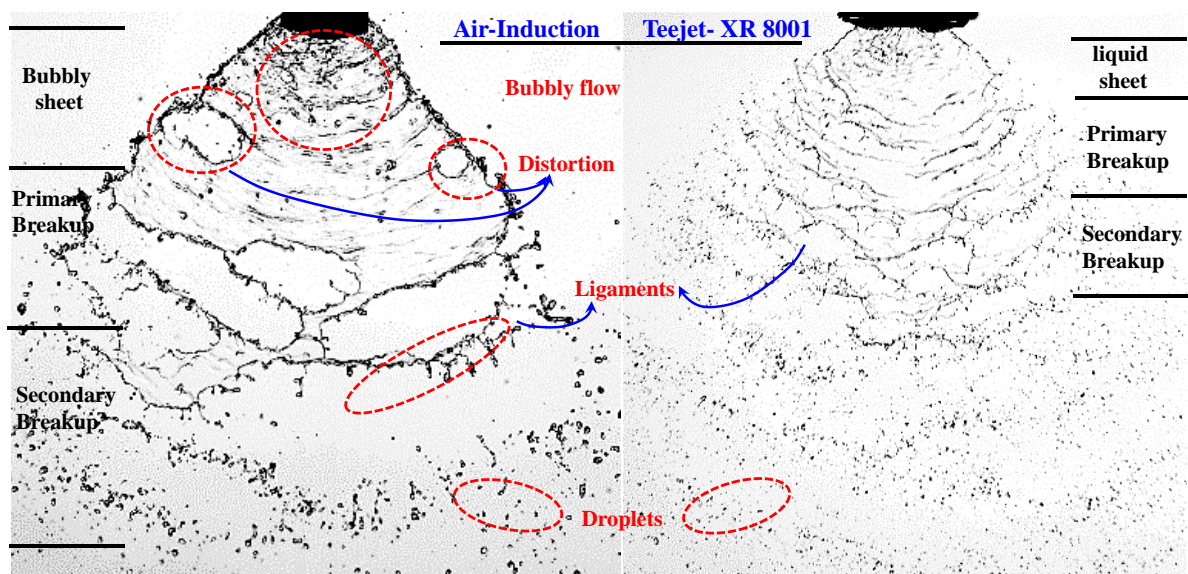 Air-Induction
Teejet- XR 8001
Bubbly
sheet
Bubbly flow
liquid
sheet
Distortion
Primary
Breakup
Primary
Breakup
Secondary
Breakup
Ligaments
Secondary
Breakup
Droplets